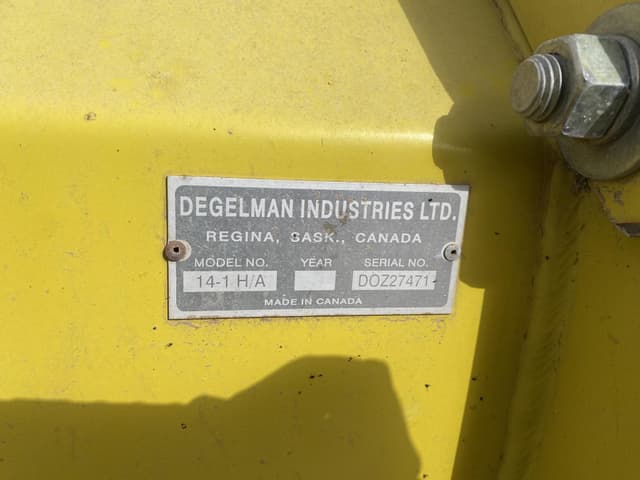 DEGELMAN INDUSTRIES LTD.
REGINA, SASK., CANADA
MODEL NO. YEAR SERIAL NO.
14-1 H/A DOZ27471
MADE IN CANADA